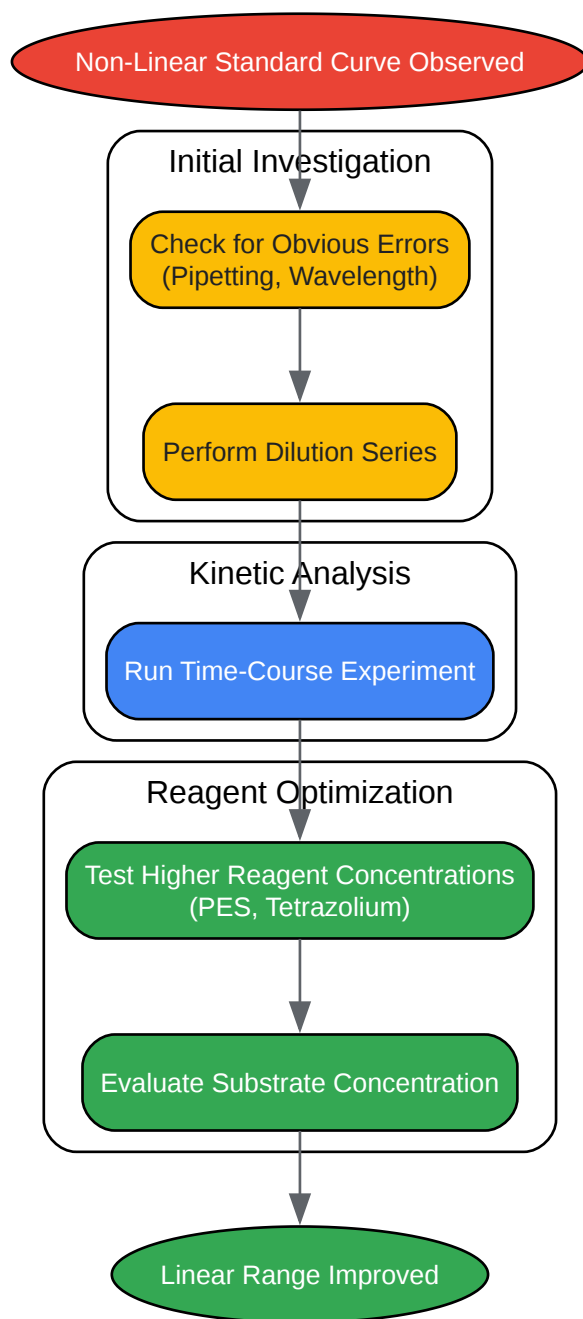 Non-Linear Standard Curve Observed
Initial Investigation
Check for Obvious Errors
(Pipetting, Wavelength)
Perform Dilution Series
Kinetic Analysis
Run Time-Course Experiment
Reagent Optimization
Test Higher Reagent Concentrations
(PES, Tetrazolium)
Evaluate Substrate Concentration
Linear Range Improved